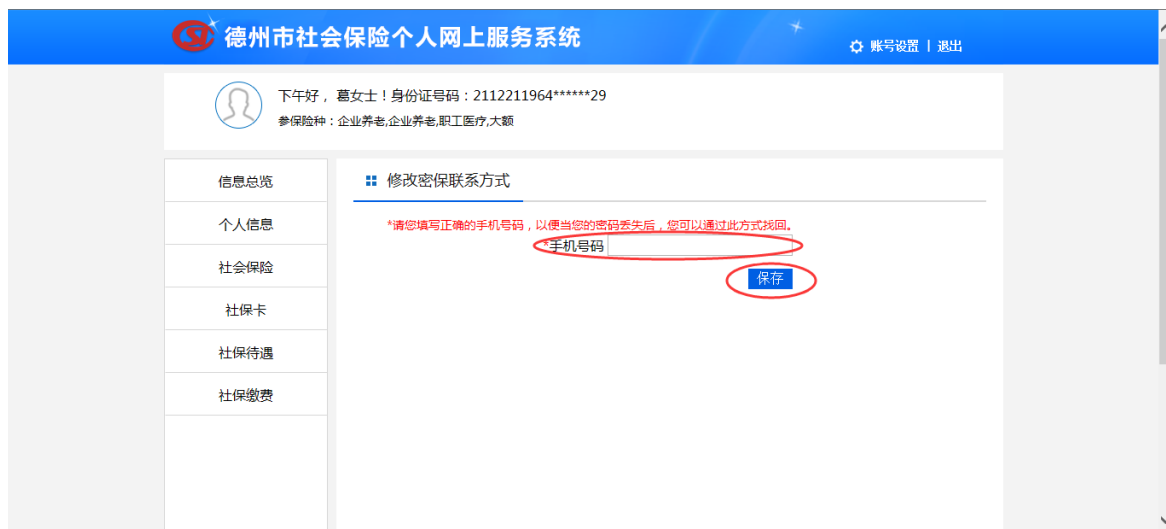 德州市社会保险个人网上服务系统
账号设置 | 退出
下午好，葛女士！身份证号码：2112211964******29
参保险种：企业养老,企业养老,职工医疗,大额
信息总览
个人信息
社会保险
社保卡
社保待遇
社保缴费
修改密保联系方式
*请您填写正确的手机号码，以便当您的密码丢失后，您可以通过此方式找回。
*手机号码
保存